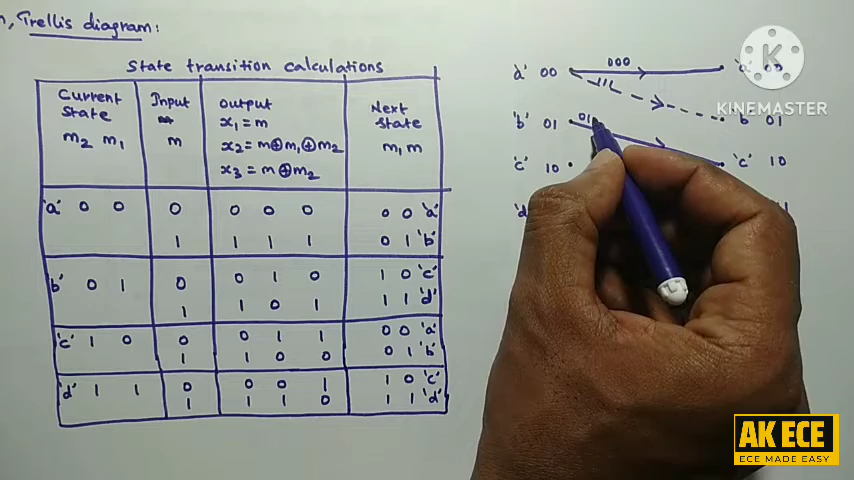 Trellis diagram:
State transition calculations
Current State m2 m1
Input m
Output x1 = m
x2 = m⊕m1⊕m2
x3 = m⊕m2
Next State m1 m
'a' 0 0 0 0 0 0 0 0 'a'
1 1 1 1 0 1 'b'
'b' 0 1 0 0 1 0 1 0 'c'
1 1 0 1 1 1 'd'
'c' 1 0 0 0 1 1 0 0 'a'
1 1 0 0 0 1 'b'
'd' 1 1 0 0 0 1 1 0 'c'
1 1 1 0 1 1 'd'
000
'a' 00 'a' 00
111
KINEMASTER
'b' 01 'b' 01
01
'c' 10 'c' 10
'd'
AK ECE
ECE MADE EASY